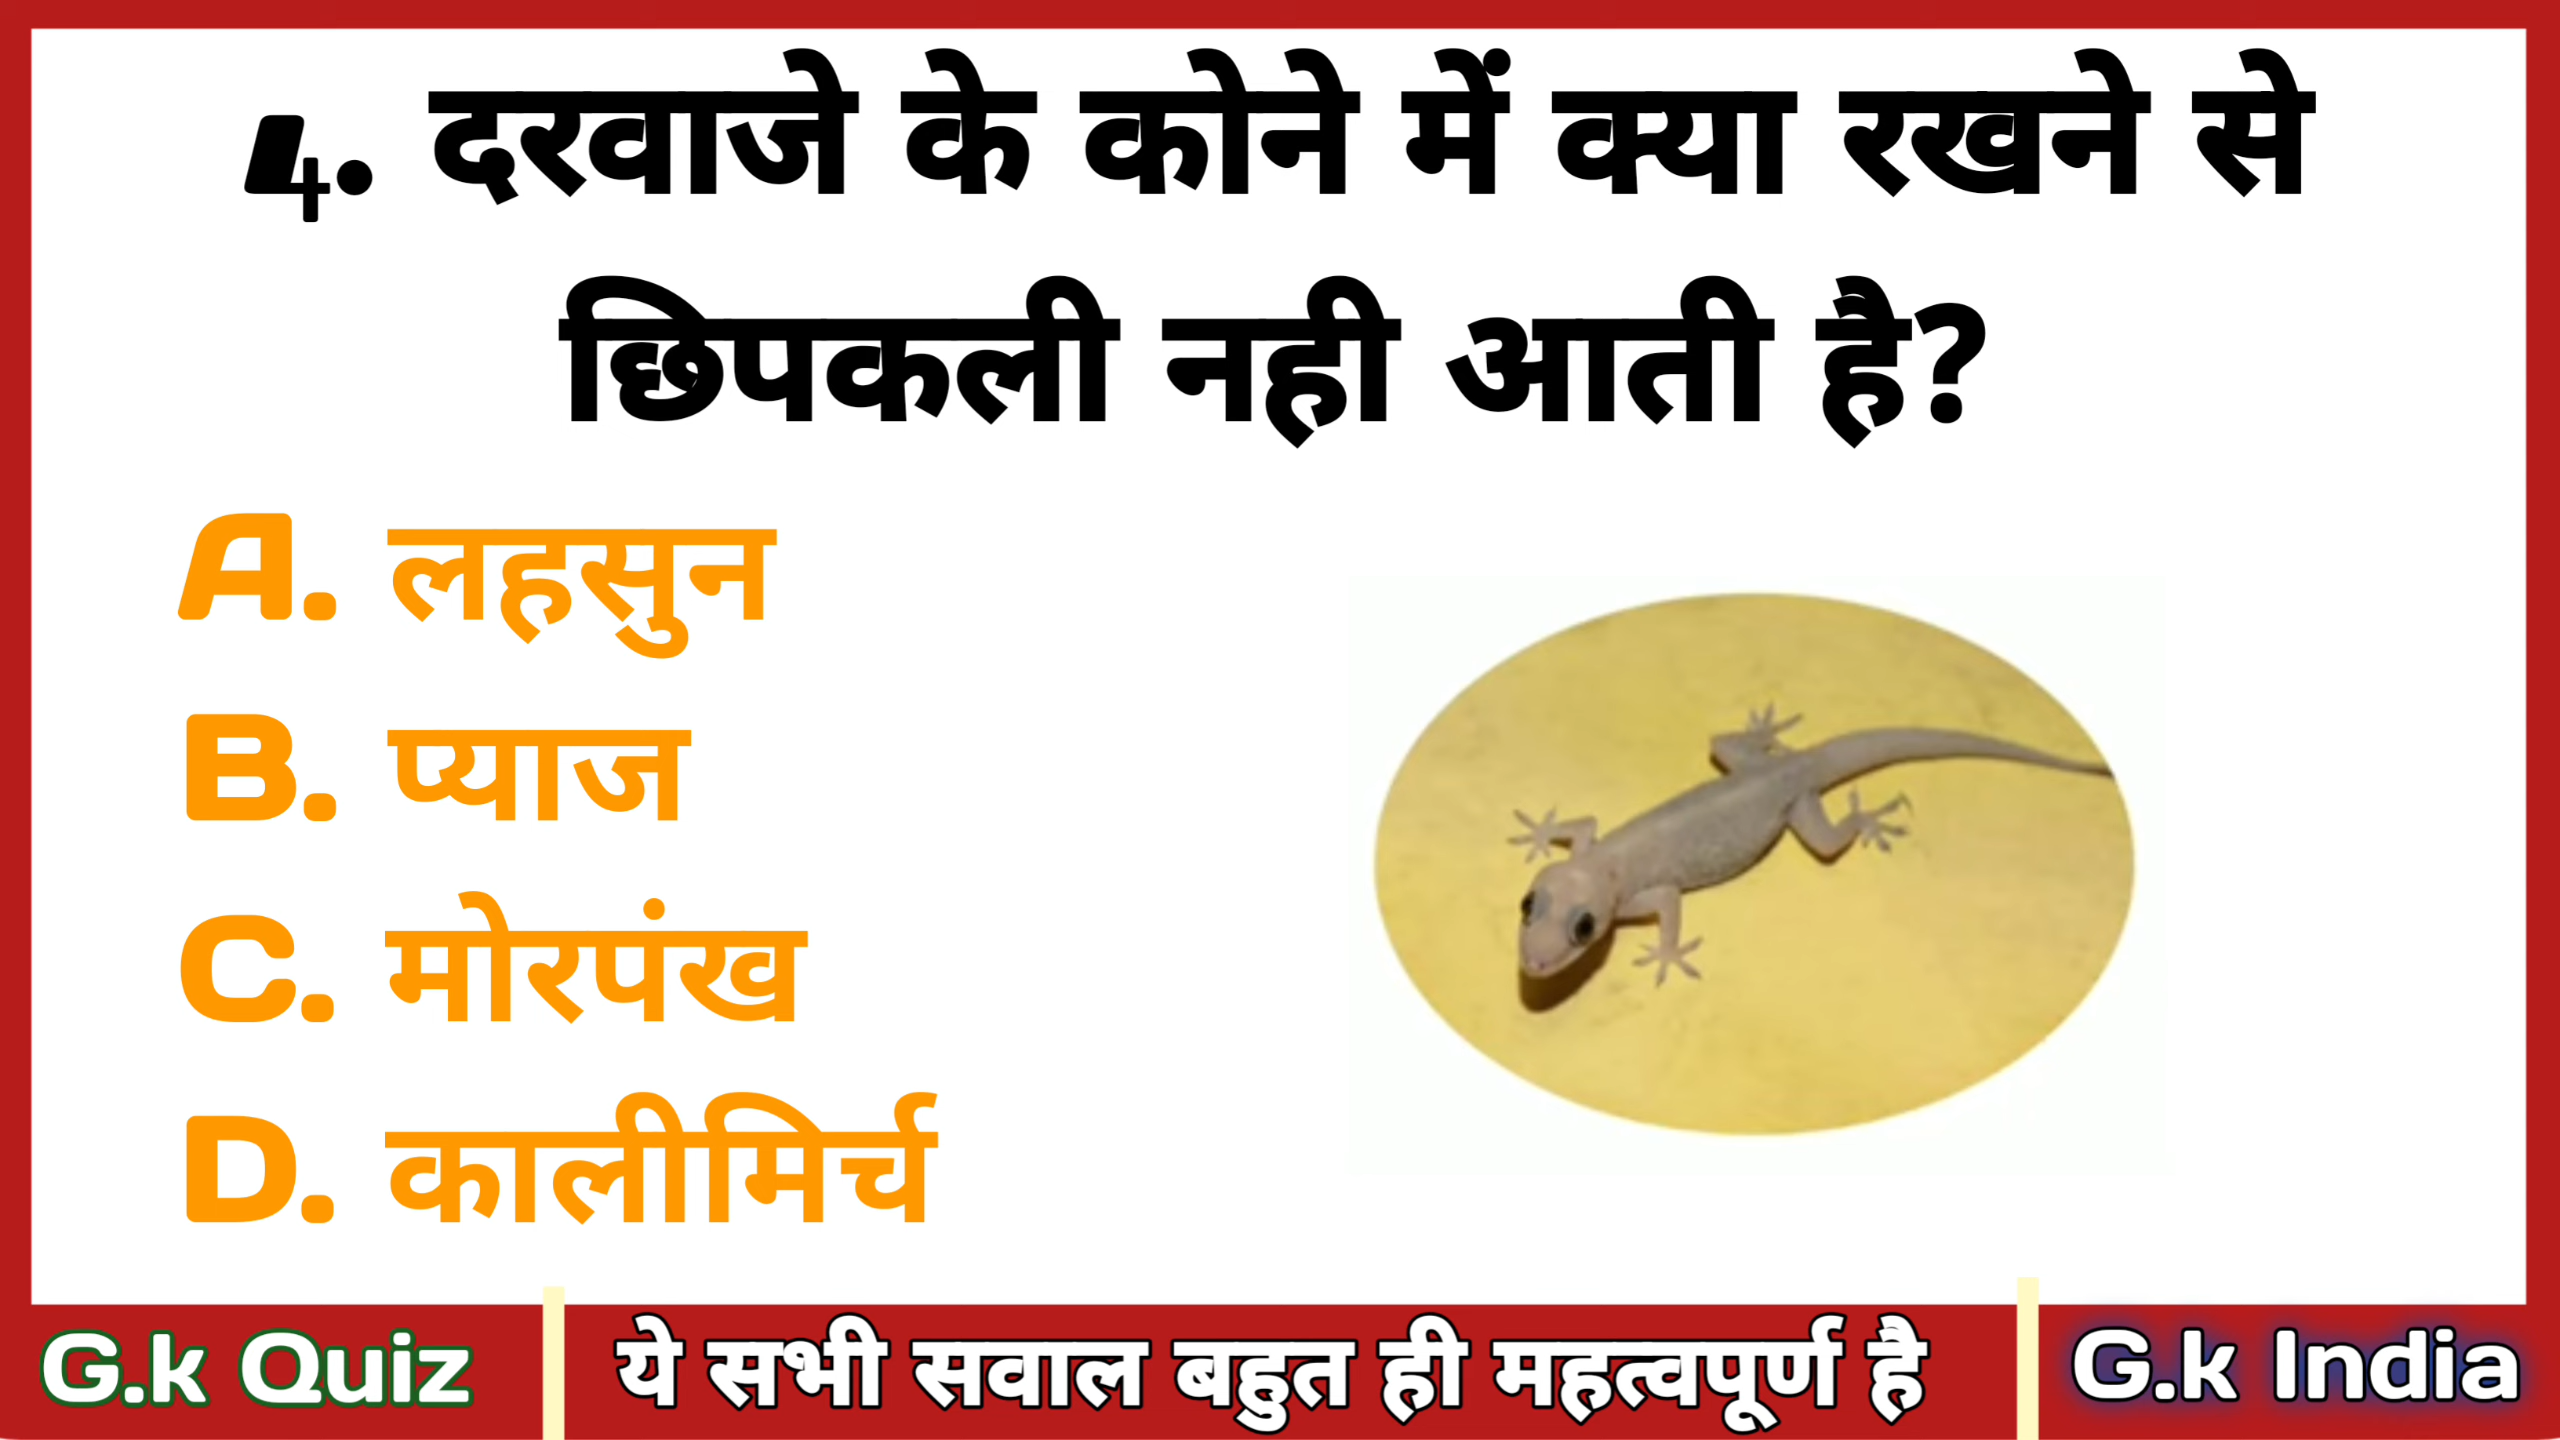 4. दरवाजे के कोने में क्या रखने से
छिपकली नही आती है?
A. लहसुन
B. प्याज
C. मोरपंख
D. कालीमिर्च
G.k Quiz
ये सभी सवाल बहुत ही महत्वपूर्ण है
G.k India